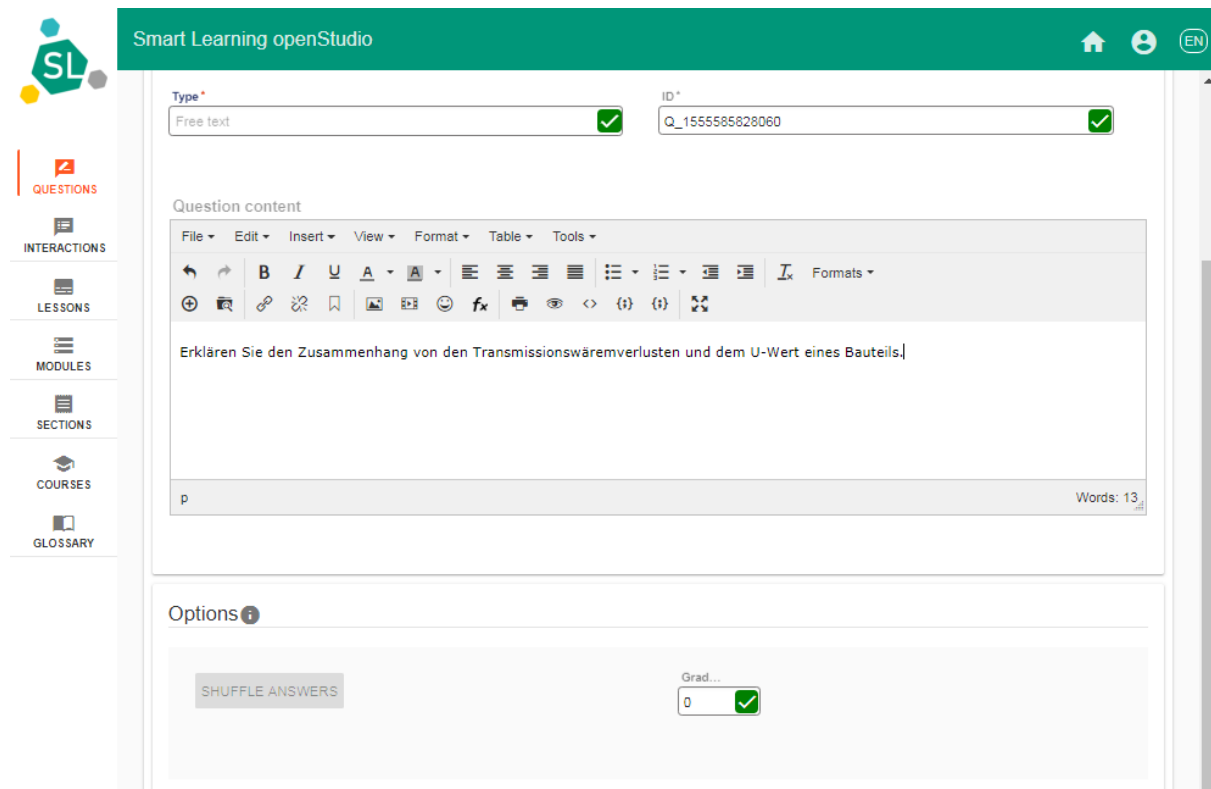 SL
Smart Learning openStudio
EN
QUESTIONS
INTERACTIONS
LESSONS
MODULES
SECTIONS
COURSES
GLOSSARY
Type*
ID*
Free text
Q_1555585828060
Question content
File Edit Insert View Format Table Tools
B I U A A Formats
fx
Erklären Sie den Zusammenhang von den Transmissionswäremverlusten und dem U-Wert eines Bauteils.
p
Words: 13
Options
SHUFFLE ANSWERS
Grad...
0